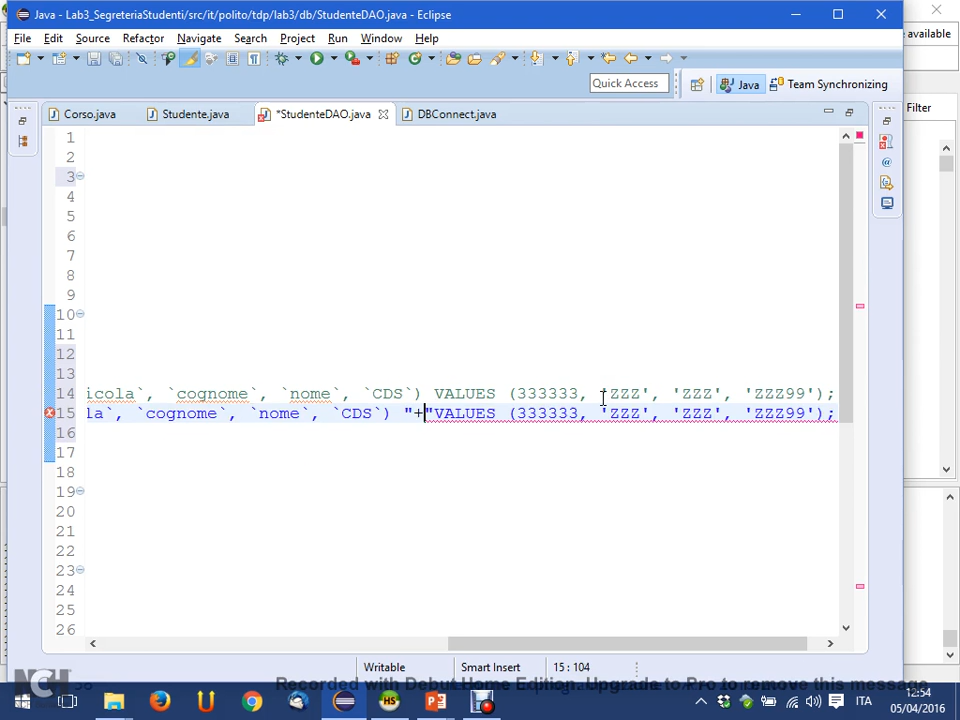 Java - Lab3_SegreteriaStudenti/src/it/polito/tdp/lab3/db/StudenteDAO.java - Eclipse
e available
File Edit Source Refactor Navigate Search Project Run Window Help
Quick Access
Java
Team Synchronizing
Corso.java
Studente.java
*StudenteDAO.java
DBConnect.java
Filter
1
2
3
4
5
6
7
8
9
10
11
12
13
14 icola`, `cognome`, `nome`, `CDS`) VALUES (333333, 'ZZZ', 'ZZZ', 'ZZZ99');
15 la`, `cognome`, `nome`, `CDS`) "+"VALUES (333333, 'ZZZ', 'ZZZ', 'ZZZ99');
16
17
18
19
20
21
22
23
24
25
26
Writable
Smart Insert
15 : 104
NCH
Recorded with Debut Home Edition. Upgrade to Pro to remove this message
HS
ITA
12:54
05/04/2016